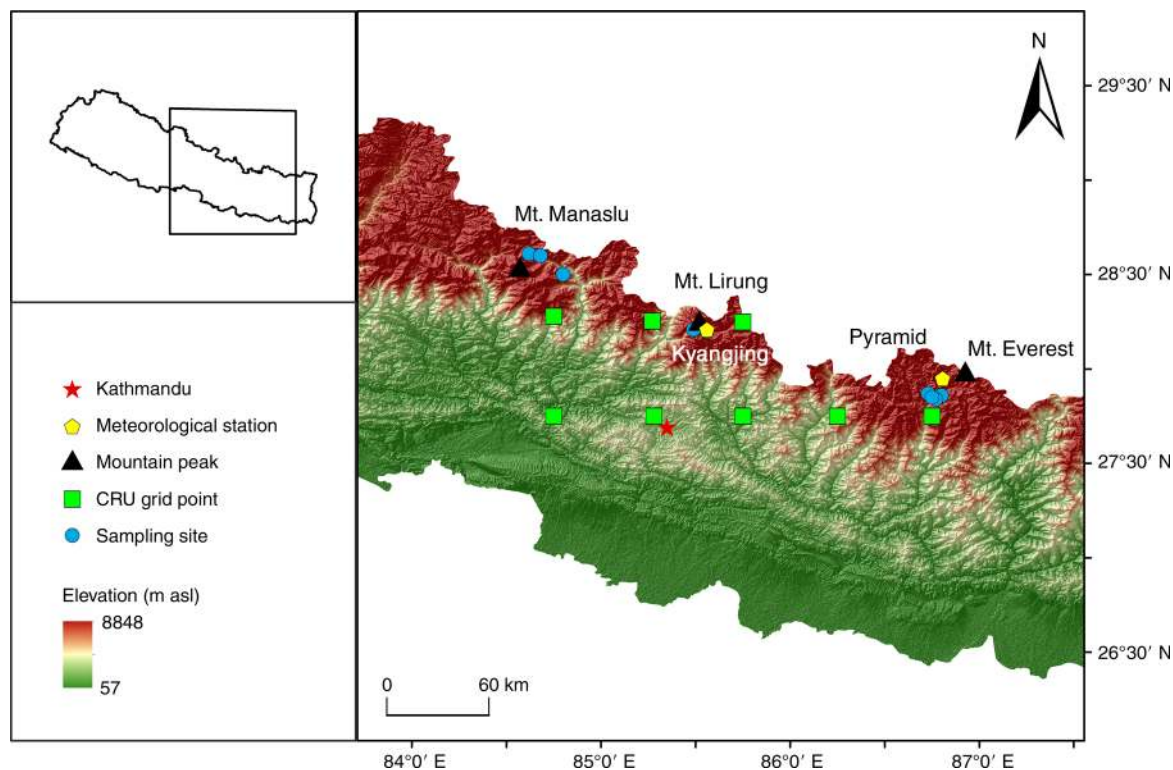 N
29°30′ N
Mt. Manaslu
28°30′ N
Mt. Lirung
Pyramid
Mt. Everest
Kyangjing
Kathmandu
Meteorological station
Mountain peak
CRU grid point
Sampling site
27°30′ N
Elevation (m asl)
8848
57
26°30′ N
0 60 km
84°0′ E 85°0′ E 86°0′ E 87°0′ E